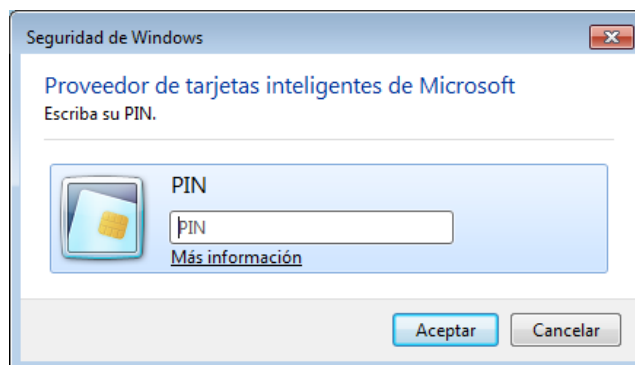 Seguridad de Windows
Proveedor de tarjetas inteligentes de Microsoft
Escriba su PIN.
PIN
PIN
Más información
Aceptar
Cancelar